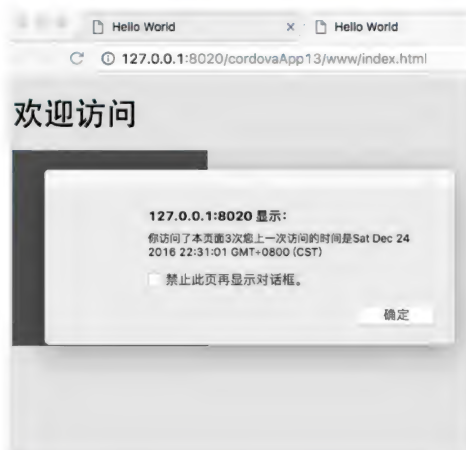 Hello World
Hello World
127.0.0.1:8020/cordovaApp13/www/index.html
欢迎访问
127.0.0.1:8020 显示:
你访问了本页面3次您上一次访问的时间是Sat Dec 24
2016 22:31:01 GMT+0800 (CST)
禁止此页再显示对话框。
确定